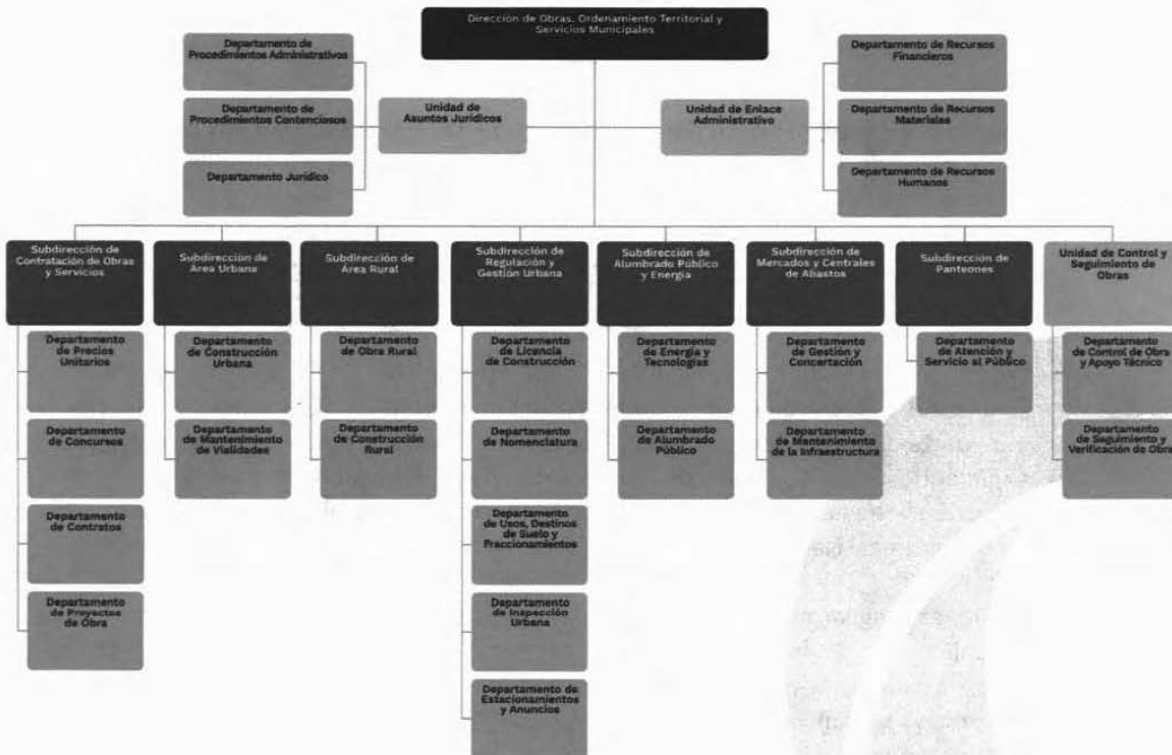 Dirección de Obras, Ordenamiento Territorial y
Servicios Municipales
Departamento de
Procedimientos Administrativos
Departamento de
Procedimientos Contenciosos
Departamento Jurídico
Unidad de
Asuntos Jurídicos
Unidad de Enlace
Administrativo
Departamento de Recursos
Financieros
Departamento de Recursos
Materiales
Departamento de Recursos
Humanos
Subdirección de
Contratación de Obras
y Servicios
Departamento
de Precios
Unitarios
Departamento
de Concursos
Departamento
de Contratos
Departamento
de Proyectos
de Obra
Subdirección de
Área Urbana
Departamento
de Construcción
Urbana
Departamento
de Mantenimiento
de Vialidades
Subdirección de
Área Rural
Departamento
de Obra Rural
Departamento
de Construcción
Rural
Subdirección de
Regulación y
Gestión Urbana
Departamento
de Licencia
de Construcción
Departamento
de Nomenclatura
Departamento
de Usos, Destinos
de Suelo y
Fraccionamientos
Departamento
de Inspección
Urbana
Departamento de
Estacionamientos
y Anuncios
Subdirección de
Alumbrado Público
y Energía
Departamento
de Energía y
Tecnologías
Departamento
de Alumbrado
Público
Subdirección de
Mercados y Centrales
de Abastos
Departamento
de Gestión y
Concertación
Departamento
de Mantenimiento
de la Infraestructura
Subdirección de
Panteones
Departamento
de Atención y
Servicio al Público
Unidad de Control y
Seguimiento de
Obras
Departamento
de Control de Obra
y Apoyo Técnico
Departamento
de Seguimiento y
Verificación de Obra